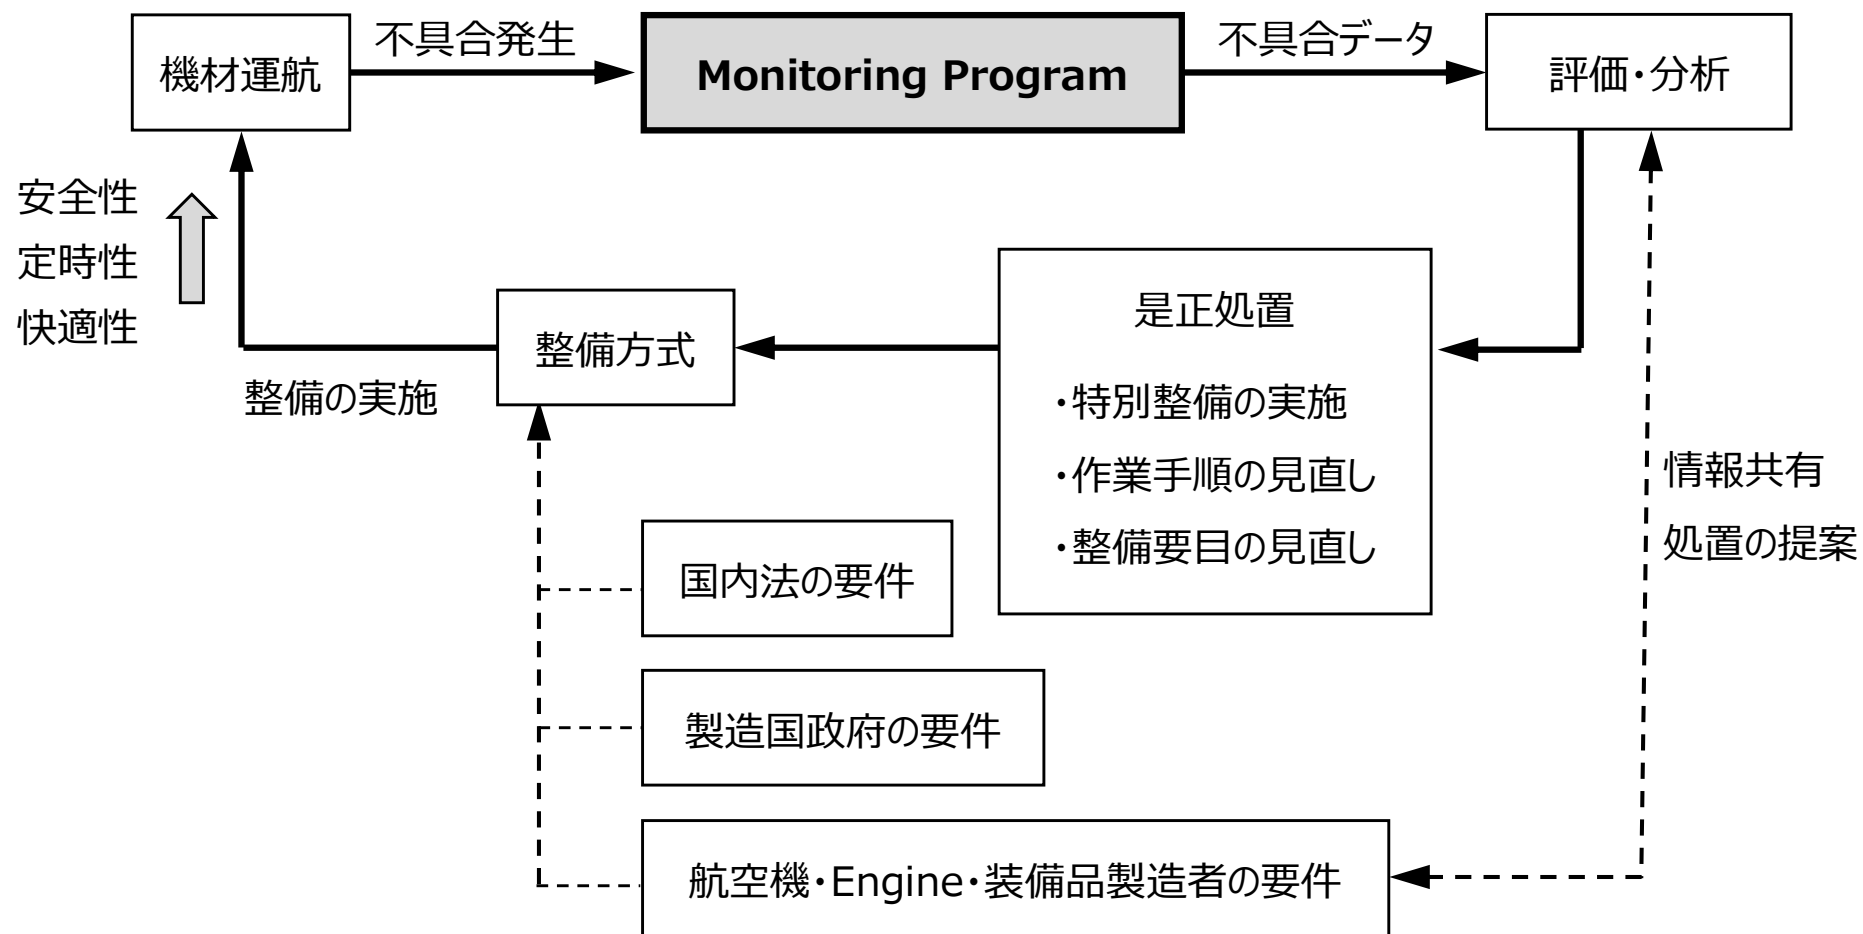 機材運航
不具合発生
Monitoring Program
不具合データ
評価・分析
安全性
定時性
快適性
整備の実施
整備方式
是正処置
・特別整備の実施
・作業手順の見直し
・整備要目の見直し
情報共有
処置の提案
国内法の要件
製造国政府の要件
航空機・Engine・装備品製造者の要件